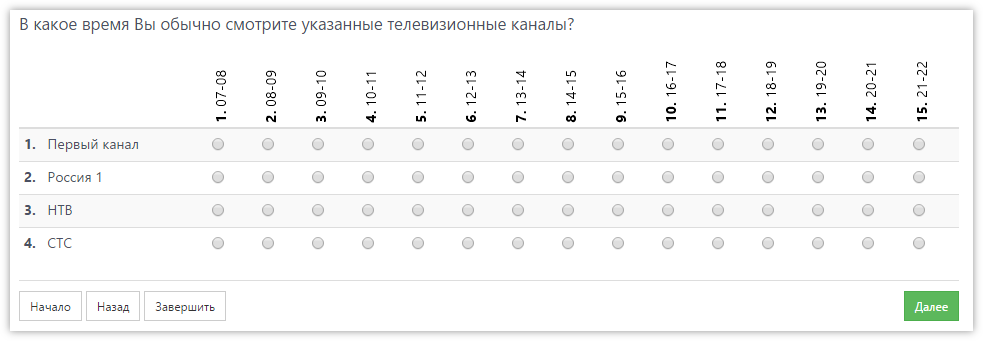 В какое время Вы обычно смотрите указанные телевизионные каналы?
1. 07-08
2. 08-09
3. 09-10
4. 10-11
5. 11-12
6. 12-13
7. 13-14
8. 14-15
9. 15-16
10. 16-17
11. 17-18
12. 18-19
13. 19-20
14. 20-21
15. 21-22
1. Первый канал
2. Россия 1
3. НТВ
4. СТС
Начало Назад Завершить Далее